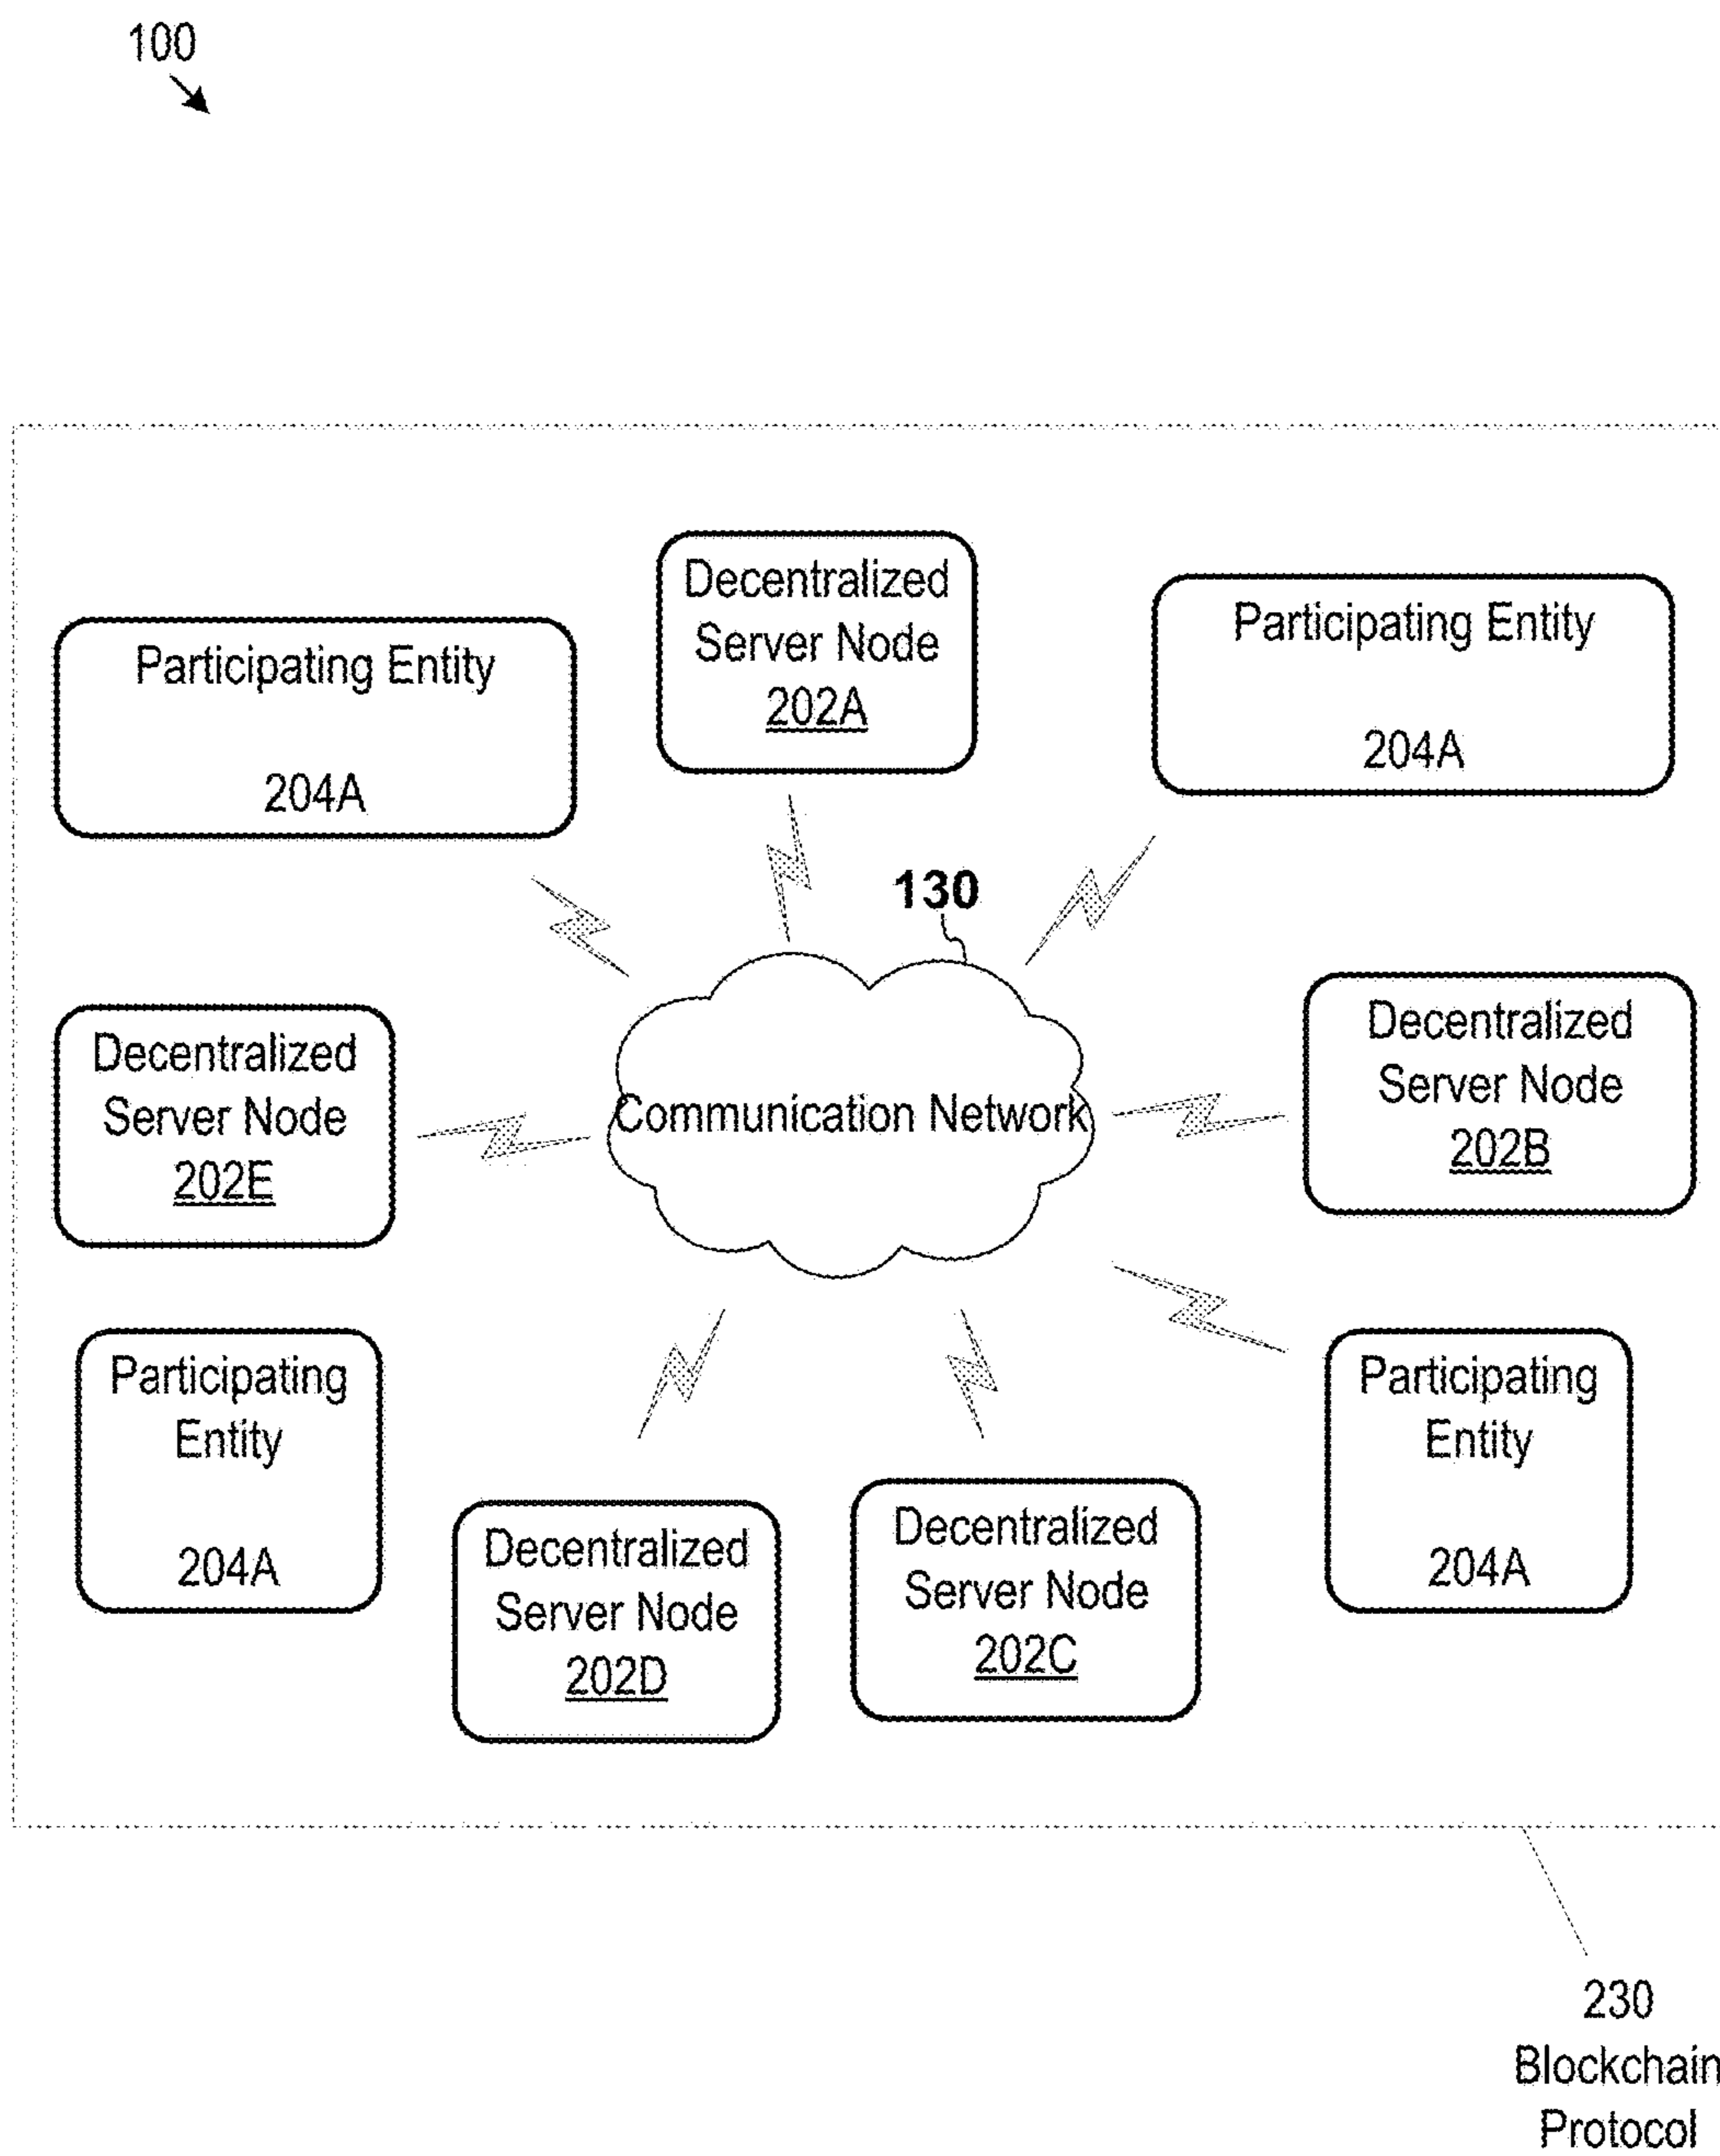 100
Decentralized
Server Node
202A
Participating Entity
204A
Participating Entity
204A
130
Decentralized
Server Node
202E
Communication Network
Decentralized
Server Node
202B
Participating
Entity
204A
Participating
Entity
204A
Decentralized
Server Node
202D
Decentralized
Server Node
202C
230
Blockchain
Protocol